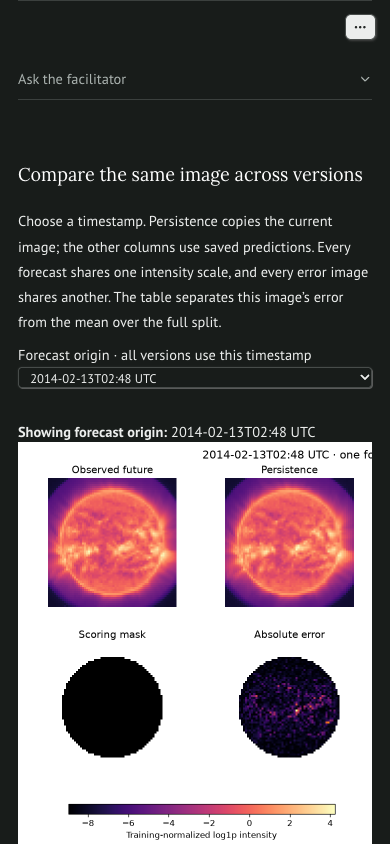 Ask the facilitator
Compare the same image across versions
Choose a timestamp. Persistence copies the current
image; the other columns use saved predictions. Every
forecast shares one intensity scale, and every error image
shares another. The table separates this image's error
from the mean over the full split.
Forecast origin · all versions use this timestamp
2014-02-13T02:48 UTC
Showing forecast origin: 2014-02-13T02:48 UTC
2014-02-13T02:48 UTC · one fo
Observed future
Persistence
Scoring mask
Absolute error
−8 −6 −4 −2 0 2 4
Training-normalized log1p intensity